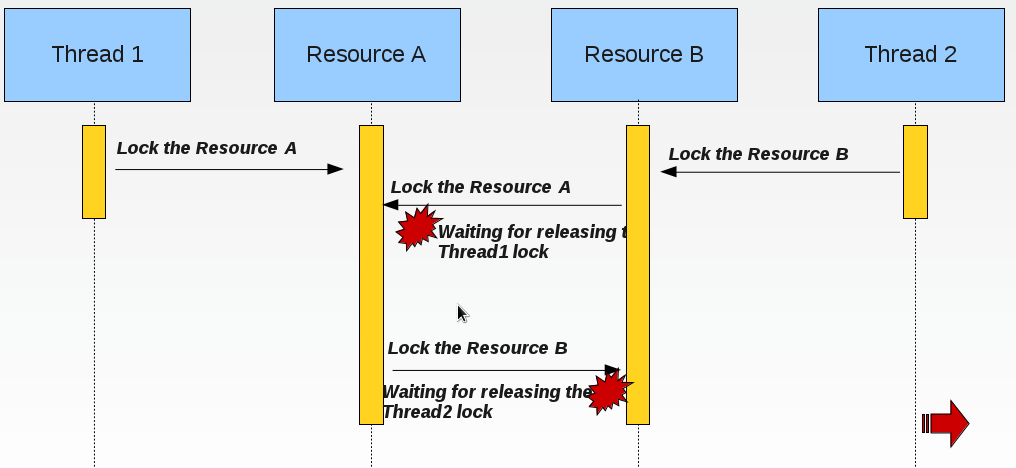 Thread 1
Resource A
Resource B
Thread 2
Lock the Resource A
Lock the Resource B
Lock the Resource A
Waiting for releasing
Thread1 lock
Lock the Resource B
Waiting for releasing the
Thread2 lock